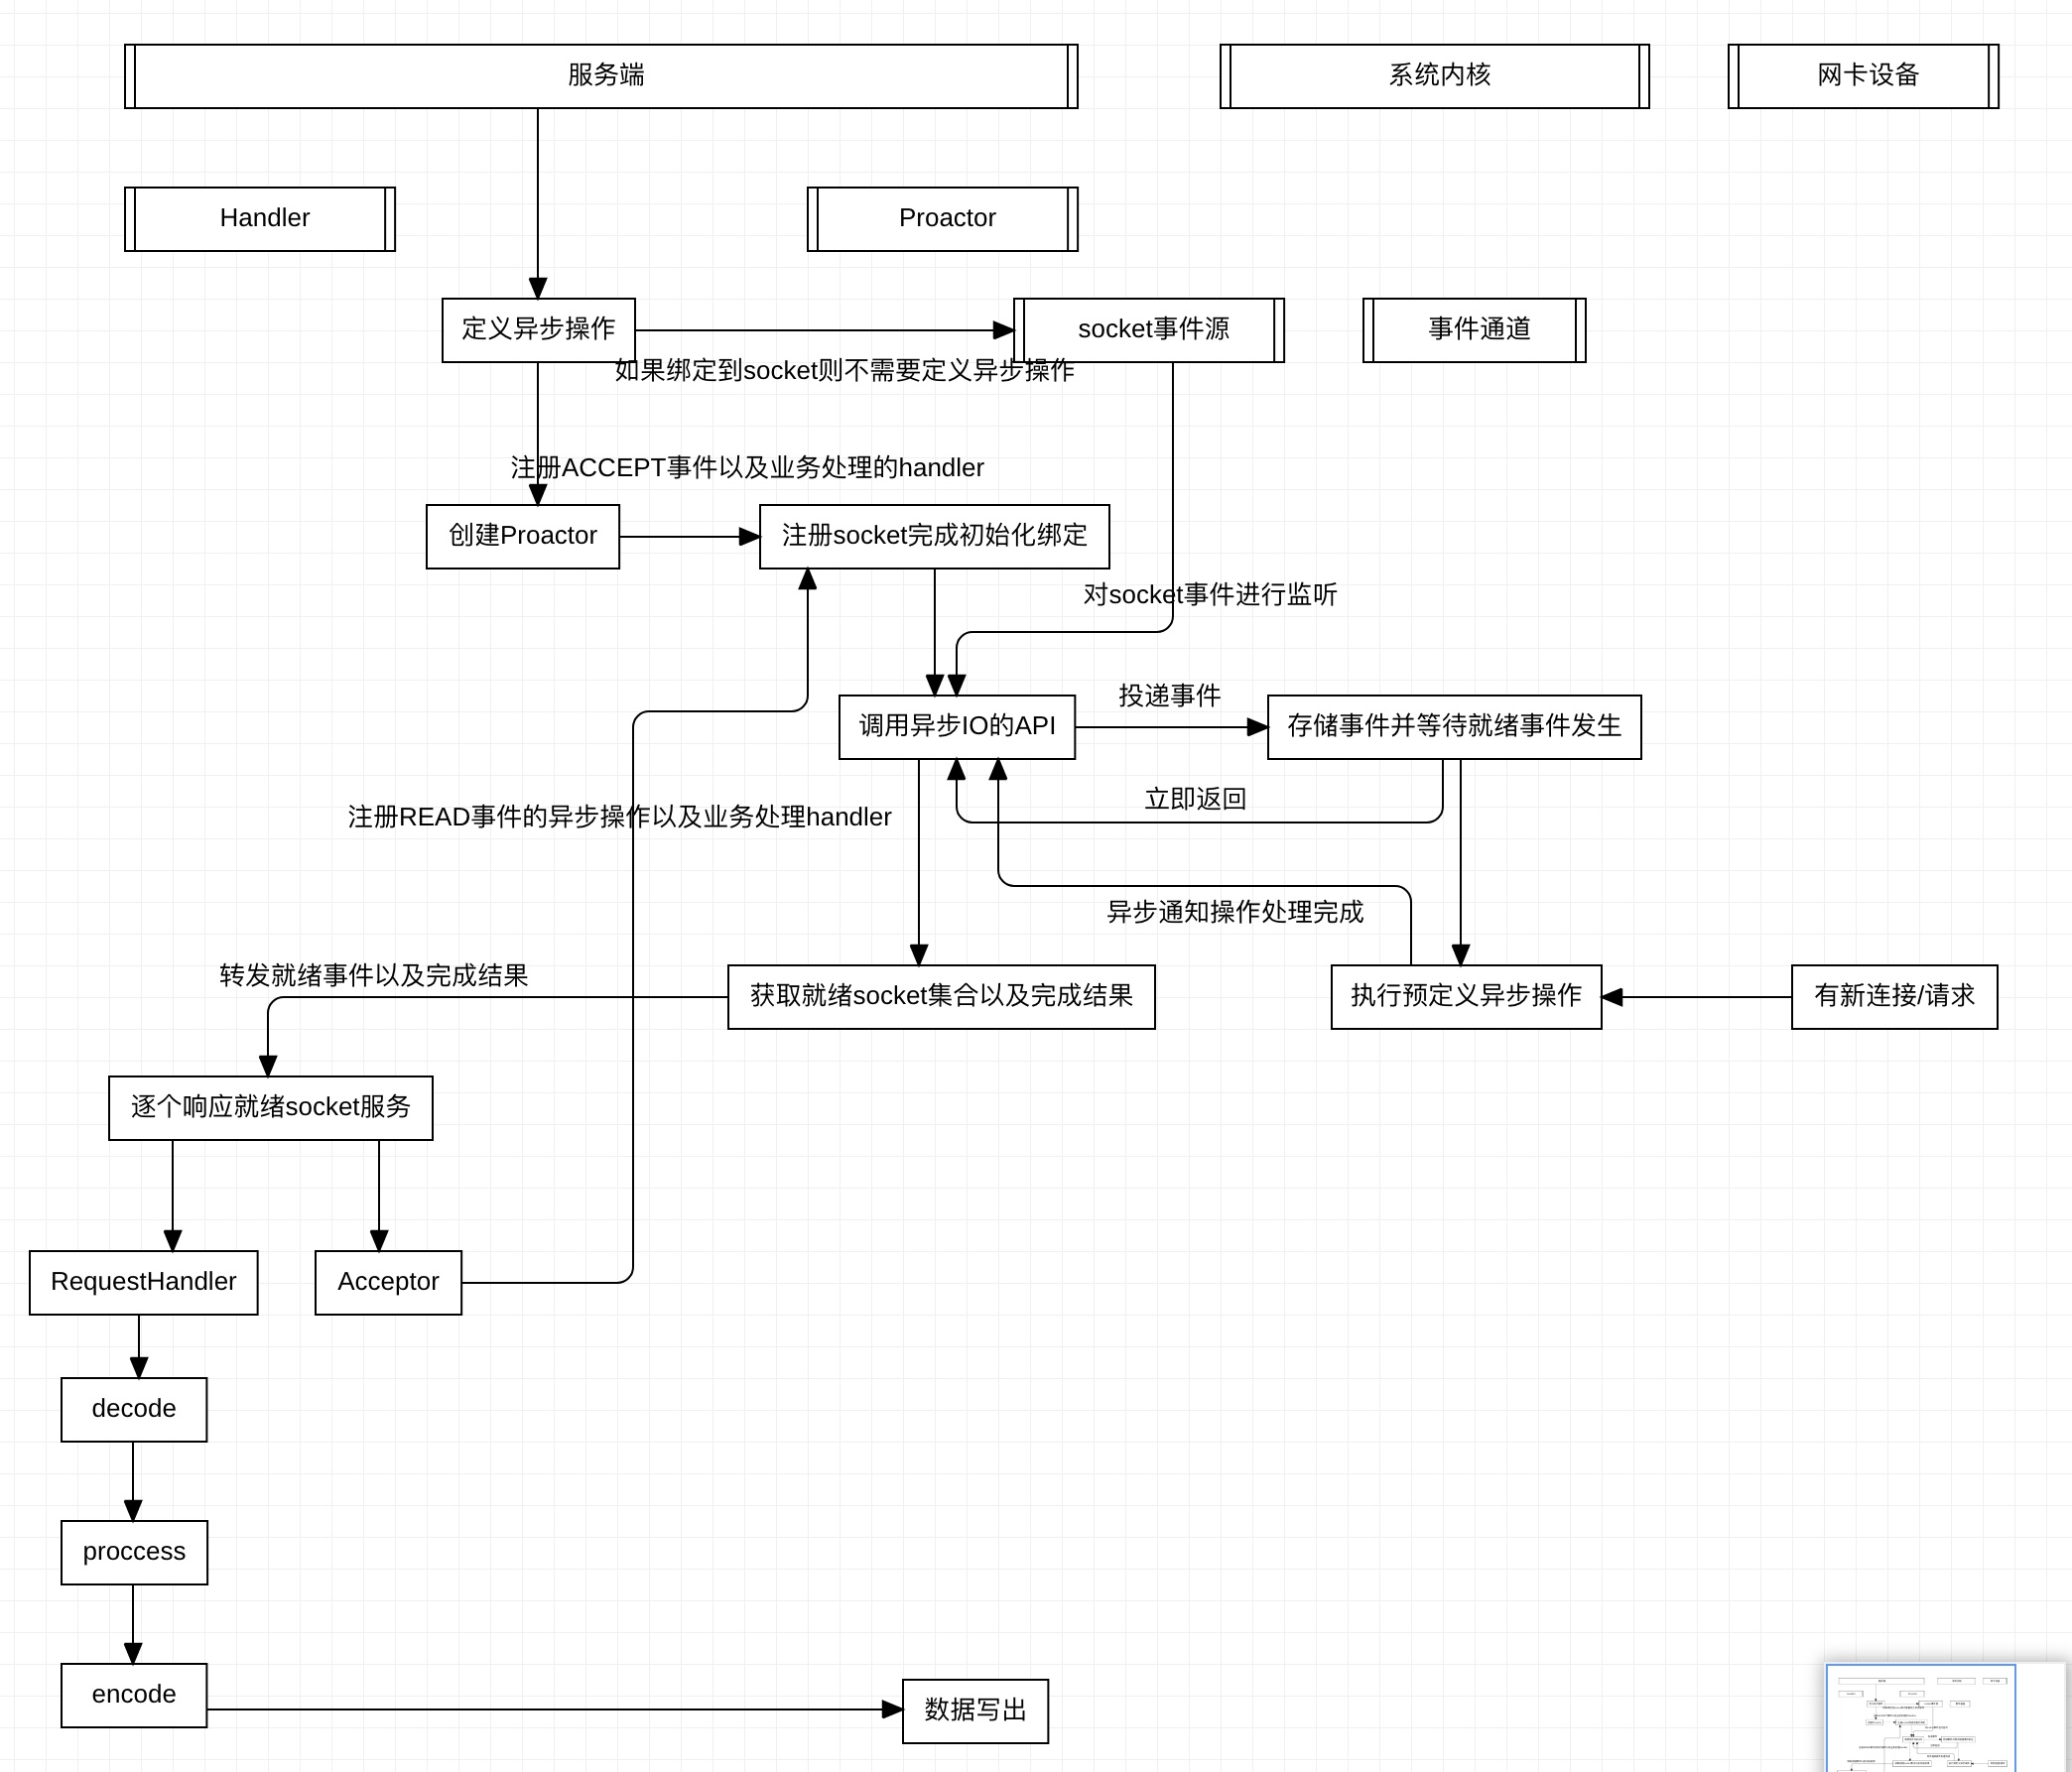 服务端
系统内核
网卡设备
Handler
Proactor
定义异步操作
socket事件源
事件通道
如果绑定到socket则不需要定义异步操作
注册ACCEPT事件以及业务处理的handler
创建Proactor
注册socket完成初始化绑定
对socket事件进行监听
投递事件
调用异步IO的API
存储事件并等待就绪事件发生
立即返回
注册READ事件的异步操作以及业务处理handler
异步通知操作处理完成
转发就绪事件以及完成结果
获取就绪socket集合以及完成结果
执行预定义异步操作
有新连接/请求
逐个响应就绪socket服务
RequestHandler
Acceptor
decode
proccess
encode
数据写出